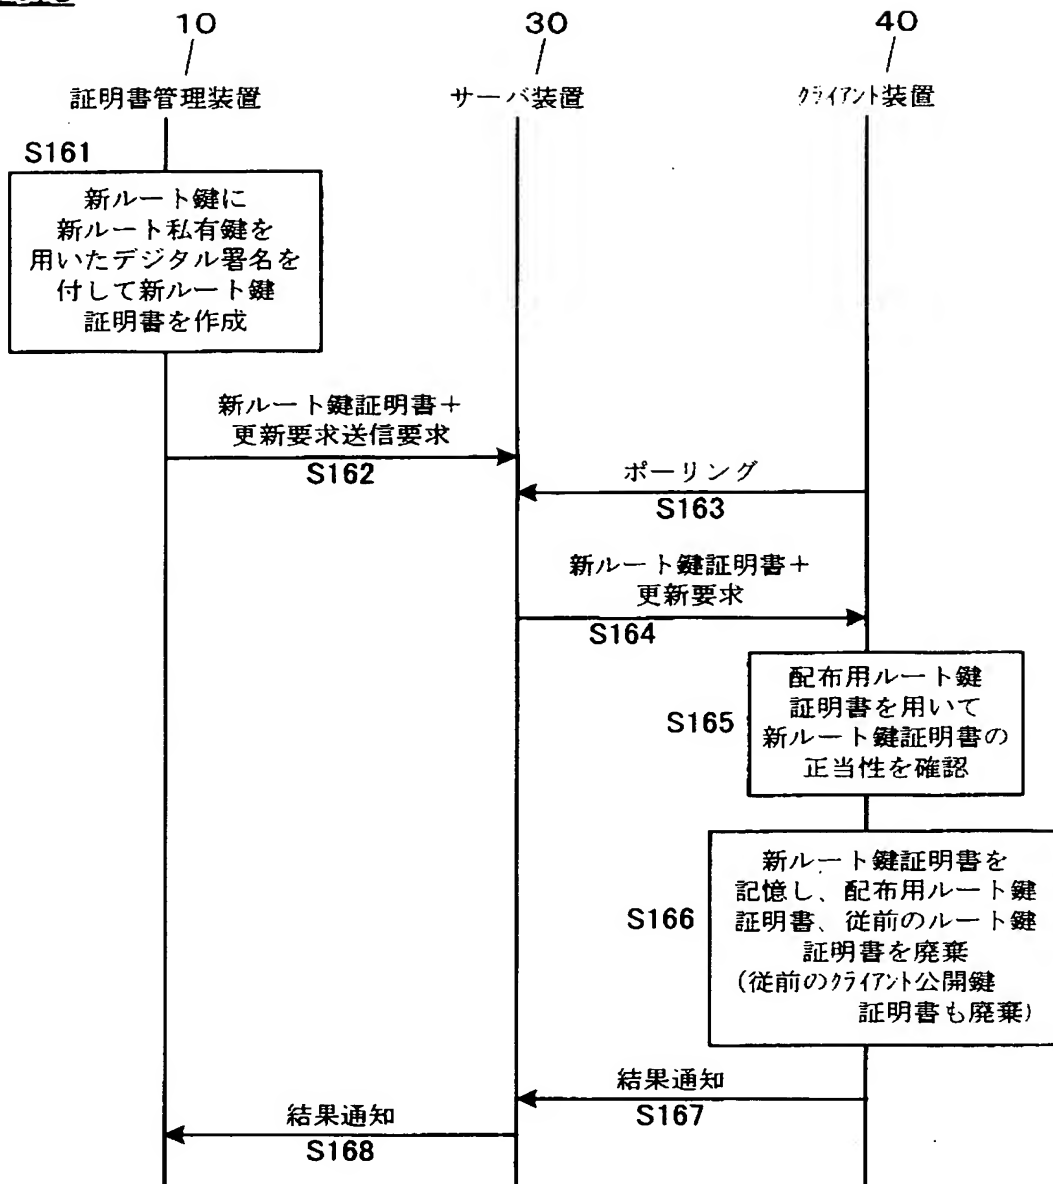 10
30
40
証明書管理装置
サーバ装置
クライアント装置
S161
新ルート鍵に
新ルート私有鍵を
用いたデジタル署名を
付して新ルート鍵
証明書を作成
新ルート鍵証明書＋
更新要求送信要求
S162
ポーリング
S163
新ルート鍵証明書＋
更新要求
S164
S165
配布用ルート鍵
証明書を用いて
新ルート鍵証明書の
正当性を確認
S166
新ルート鍵証明書を
記憶し、配布用ルート鍵
証明書、従前のルート鍵
証明書を廃棄
(従前のクライアント公開鍵
証明書も廃棄)
結果通知
S167
結果通知
S168